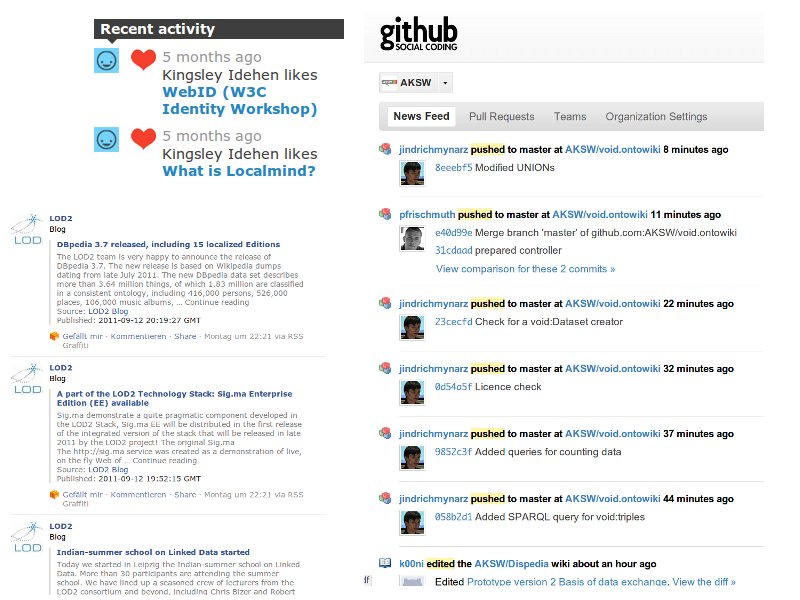 Recent activity
5 months ago
Kingsley Idehen likes
WebID (W3C
Identity Workshop)
5 months ago
Kingsley Idehen likes
What is Localmind?
LOD2
Blog
LOD
DBpedia 3.7 released, including 15 localized Editions
The LOD2 team is very happy to announce the release of
DBpedia 3.7. The new release is based on Wikipedia dumps
dating from late July 2011. The new DBpedia data set describes
more than 3.64 million things, of which 1.83 million are classified
in a consistent ontology, including 416,000 persons, 526,000
places, 106,000 music albums, ... Continue reading
Source: LOD2 Blog
Published: 2011-09-12 20:19:27 GMT
Gefällt mir · Kommentieren · Share · Montag um 22:21 via RSS
Graffiti
LOD2
Blog
LOD
A part of the LOD2 Technology Stack: Sig.ma Enterprise
Edition (EE) available
Sig.ma demonstrate a quite pragmatic component developed in
the LOD2 Stack, Sig.ma EE will be distributed in the first release
of the integrated version of the stack that will be released in late
2011 by the LOD2 project! The original Sig.ma
The http://sig.ma service was created as a demonstration of live,
on the fly Web of ... Continue reading
Source: LOD2 Blog
Published: 2011-09-12 19:52:15 GMT
Gefällt mir · Kommentieren · Share · Montag um 22:21 via RSS
Graffiti
LOD2
Blog
LOD
Indian-summer school on Linked Data started
Today we started in Leipzig the Indian-summer school on Linked
Data. More than 30 participants are attending the summer
school. We have lined up a seasoned crew of lecturers from the
LOD2 consortium and beyond, including Chris Bizer and Robert
github
SOCIAL CODING
AKSW
News Feed Pull Requests Teams Organization Settings
jindrichmynarz pushed to master at AKSW/void.ontowiki 8 minutes ago
8eeebf5 Modified UNIONs
pfrischmuth pushed to master at AKSW/void.ontowiki 11 minutes ago
e40d99e Merge branch 'master' of github.com:AKSW/void.ontowiki
31cdaad prepared controller
View comparison for these 2 commits »
jindrichmynarz pushed to master at AKSW/void.ontowiki 22 minutes ago
23cecfd Check for a void:Dataset creator
jindrichmynarz pushed to master at AKSW/void.ontowiki 32 minutes ago
0d54a5f Licence check
jindrichmynarz pushed to master at AKSW/void.ontowiki 37 minutes ago
9852c3f Added queries for counting data
jindrichmynarz pushed to master at AKSW/void.ontowiki 44 minutes ago
058b2d1 Added SPARQL query for void:triples
k00ni edited the AKSW/Dispedia wiki about an hour ago
Edited Prototype version 2 Basis of data exchange. View the diff »